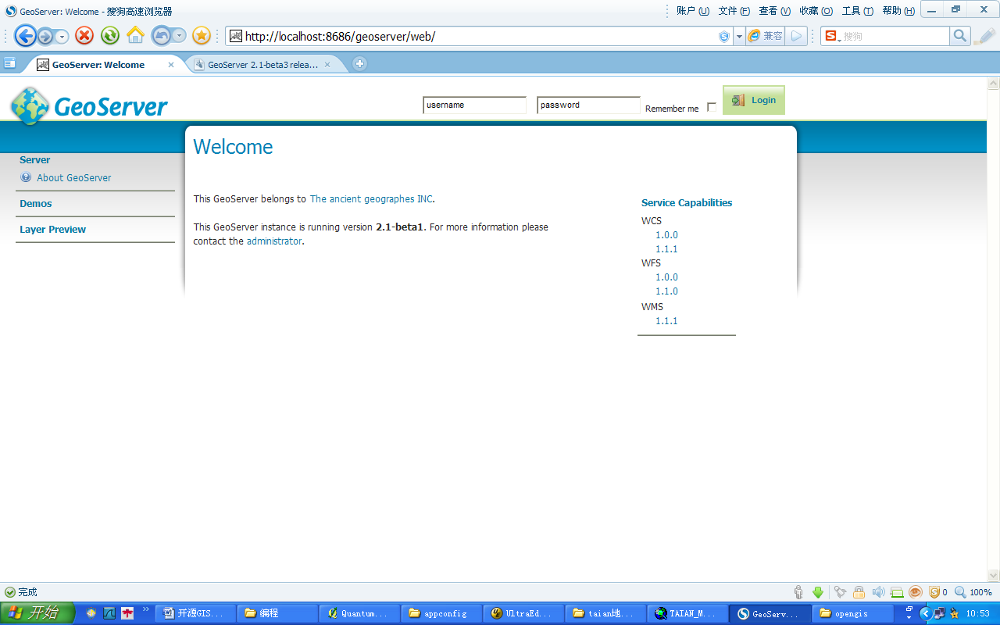 GeoServer: Welcome - 搜狗高速浏览器
账户 (U) 文件 (F) 查看 (V) 收藏 (O) 工具 (T) 帮助 (H)
http://localhost:8686/geoserver/web/
兼容
搜狗
GeoServer: Welcome
GeoServer 2.1-beta3 relea...
GeoServer
username
password
Remember me
Login
Server
About GeoServer
Demos
Layer Preview
Welcome
This GeoServer belongs to The ancient geographes INC.
This GeoServer instance is running version 2.1-beta1. For more information please
contact the administrator.
Service Capabilities
WCS
1.0.0
1.1.1
WFS
1.0.0
1.1.0
WMS
1.1.1
完成
0
100%
开始
开源GIS...
编程
Quantum...
appconfig
UltraEd...
taian地...
TAIAN_M...
GeoServ...
opengis
10:53